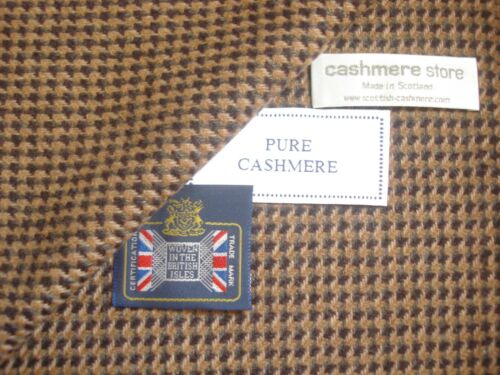 cashmere store
Made in Scotland
www.scottish-cashmere.com
PURE
CASHMERE
CERTIFICATION
TRADE MARK
WOVEN
IN THE
BRITISH
ISLES